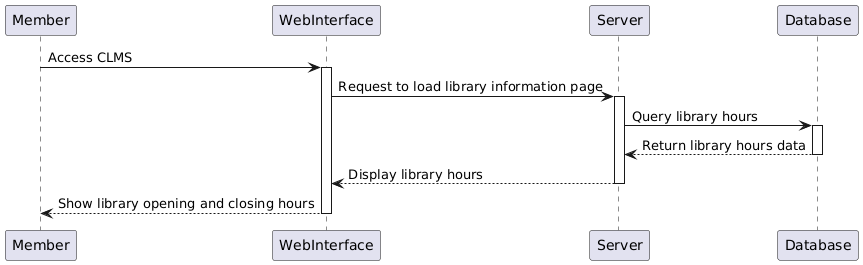 Member WebInterface Server Database
Access CLMS
Request to load library information page
Query library hours
Return library hours data
Display library hours
Show library opening and closing hours
Member WebInterface Server Database